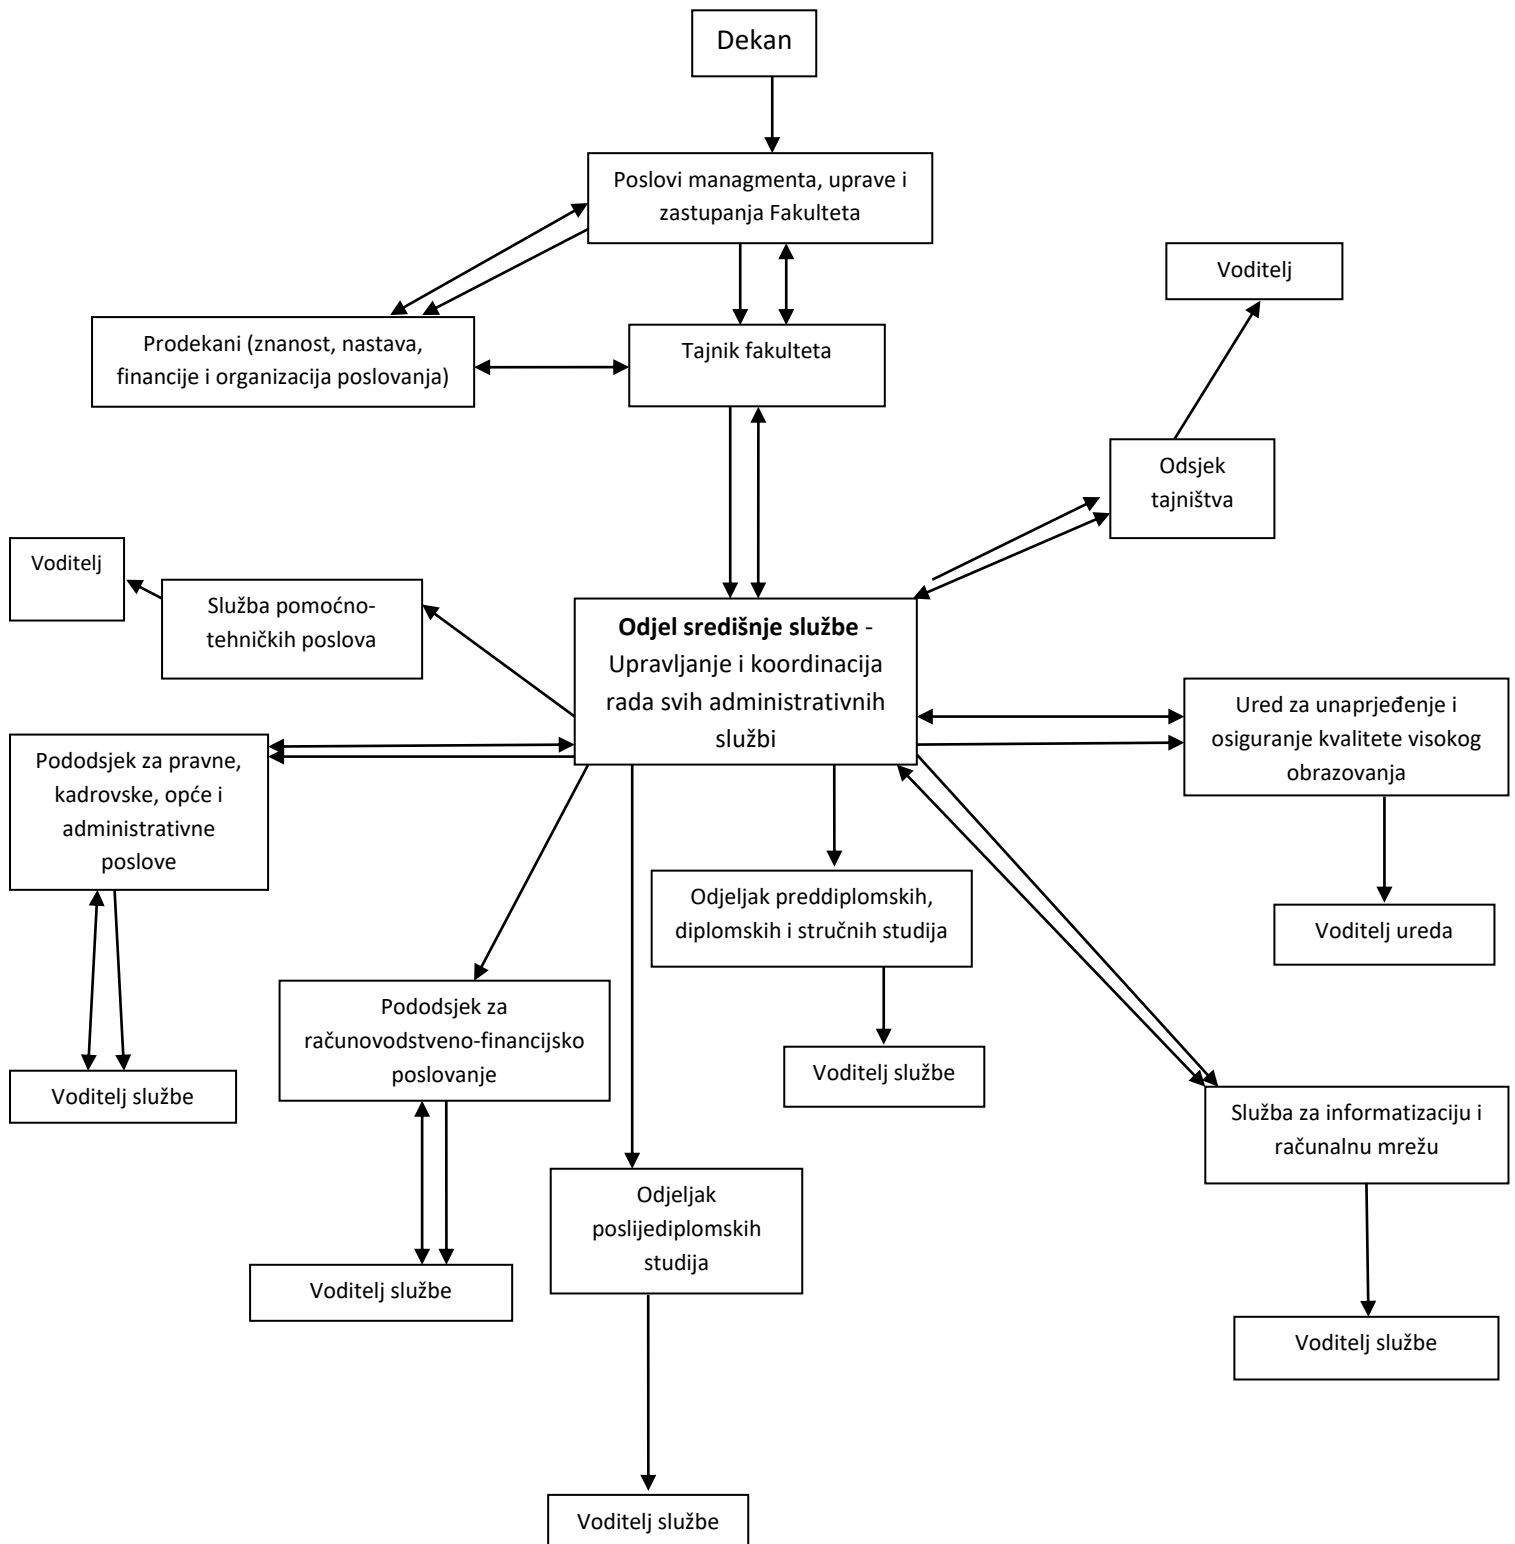 Dekan
Poslovi managmenta, uprave i
zastupanja Fakulteta
Voditelj
Prodekani (znanost, nastava,
financije i organizacija poslovanja)
Tajnik fakulteta
Odsjek
tajništva
Voditelj
Služba pomoćno-
tehničkih poslova
Odjel središnje službe -
Upravljanje i koordinacija
rada svih administrativnih
službi
Ured za unaprjeđenje i
osiguranje kvalitete visokog
obrazovanja
Pododsjek za pravne,
kadrovske, opće i
administrativne
poslove
Odjeljak preddiplomskih,
diplomskih i stručnih studija
Voditelj ureda
Pododsjek za
računovodstveno-financijsko
poslovanje
Voditelj službe
Voditelj službe
Služba za informatizaciju i
računalnu mrežu
Odjeljak
poslijediplomskih
studija
Voditelj službe
Voditelj službe
Voditelj službe